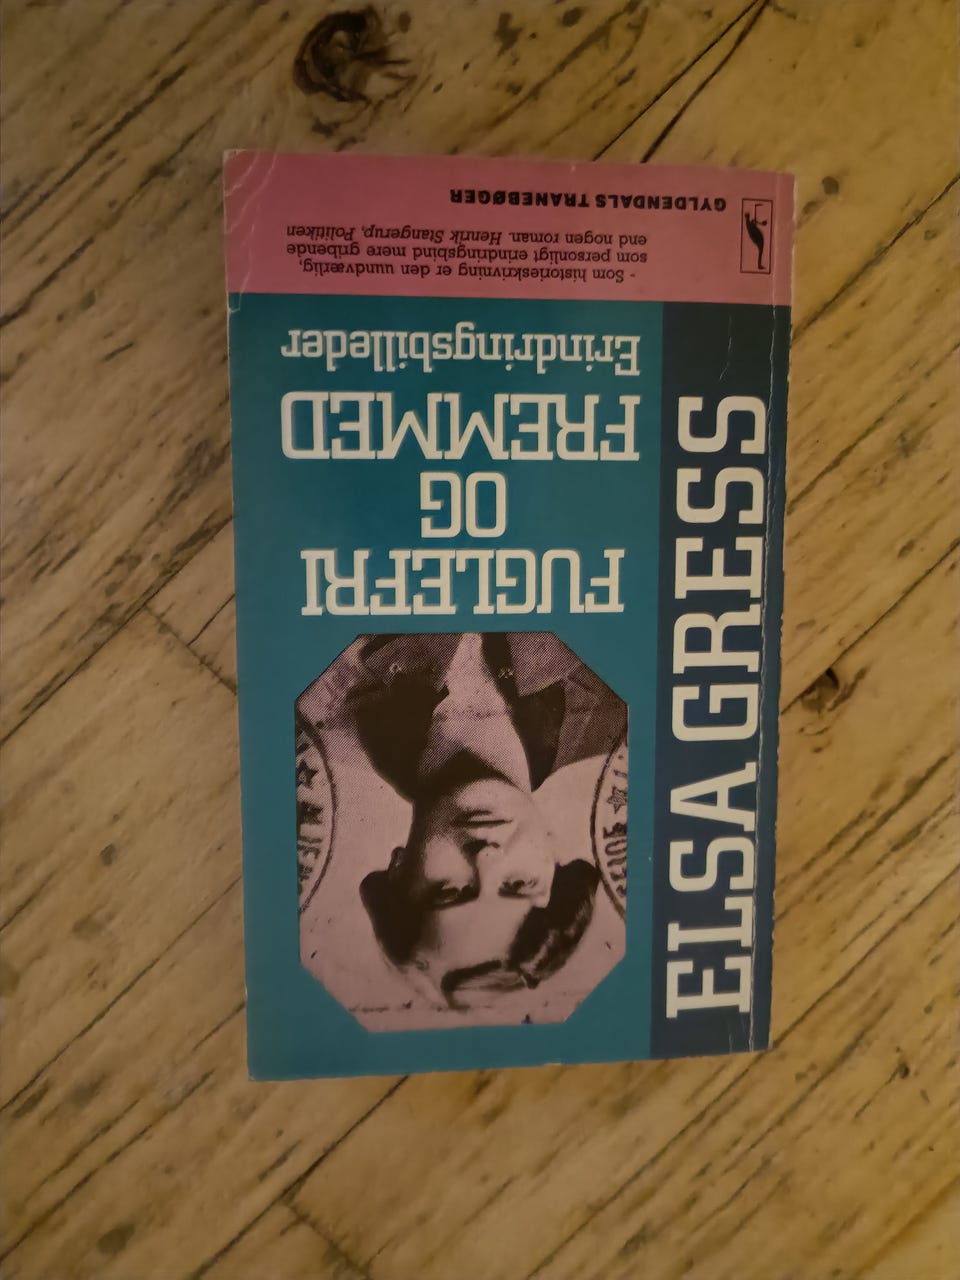 ELSA GRESS
FUGLEFRI
OG
FREMMED
Erindringsbilleder
- Som historieskrivning er den uundværlig,
som personligt erindringsbind mere gribende
end nogen roman. Henrik Stangerup, Politiken
GYLDENDALS TRANEBØGER